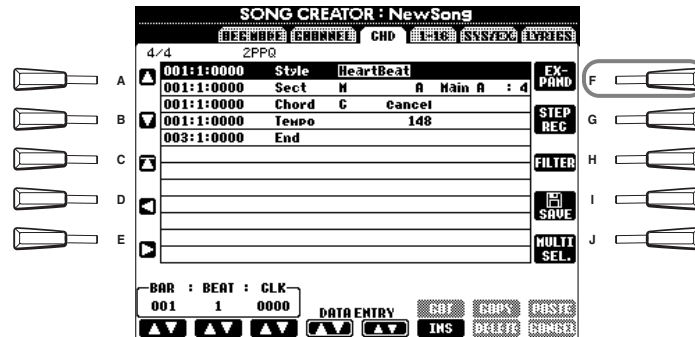 SONG CREATOR : NewSong
REC MODE CHANNEL CHD 1-16 SYS/EX. LYRICS
4/4 2PPQ
A 001:1:0000 Style HeartBeat EX-PAND F
001:1:0000 Sect M A Main A : 4
001:1:0000 Chord C Cancel
B 001:1:0000 Tempo 148 STEP REC G
003:1:0000 End
C FILTER H
D SAVE I
E MULTI SEL. J
BAR : BEAT : CLK
001 1 0000 DATA ENTRY CUT COPY PASTE
INS DELETE CANCEL